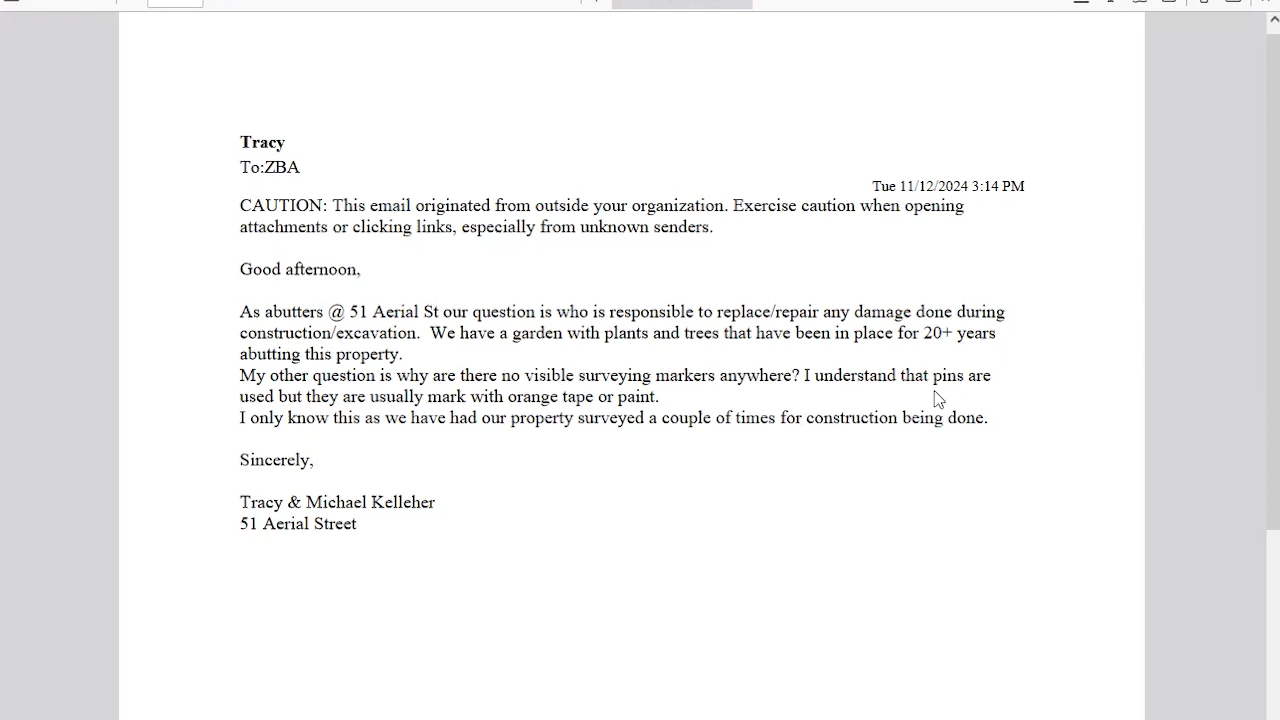 Tracy
To:ZBA
Tue 11/12/2024 3:14 PM
CAUTION: This email originated from outside your organization. Exercise caution when opening
attachments or clicking links, especially from unknown senders.
Good afternoon,
As abutters @ 51 Aerial St our question is who is responsible to replace/repair any damage done during
construction/excavation.  We have a garden with plants and trees that have been in place for 20+ years
abutting this property.
My other question is why are there no visible surveying markers anywhere? I understand that pins are
used but they are usually mark with orange tape or paint.
I only know this as we have had our property surveyed a couple of times for construction being done.
Sincerely,
Tracy & Michael Kelleher
51 Aerial Street